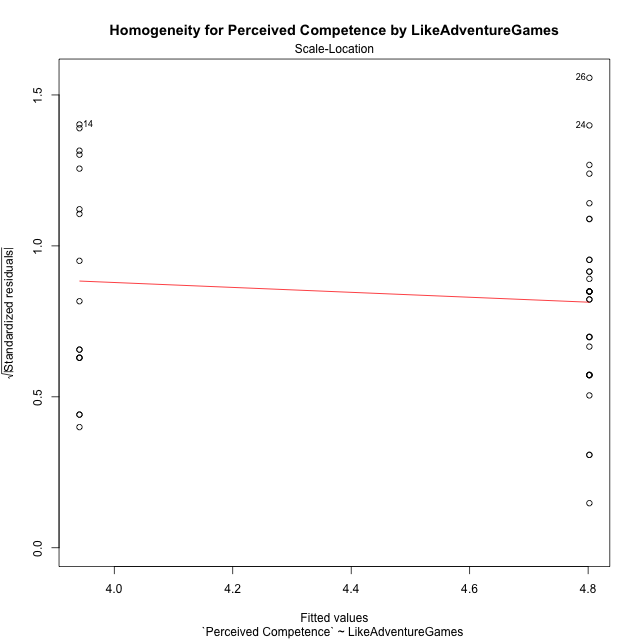 Homogeneity for Perceived Competence by LikeAdventureGames
Scale-Location
26
24
14
1.5
1.0
0.5
0.0
√|Standardized residuals|
4.0 4.2 4.4 4.6 4.8
Fitted values
`Perceived Competence` ~ LikeAdventureGames